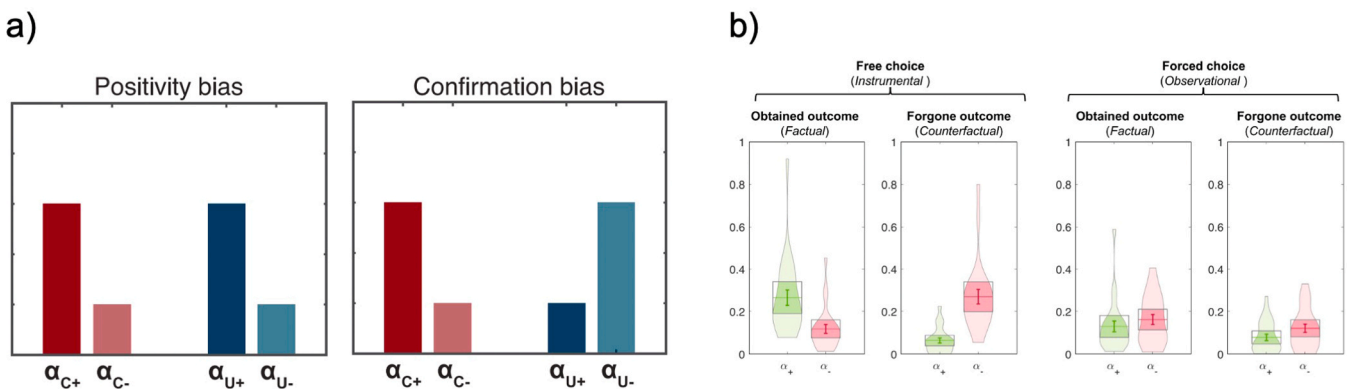 a)
Positivity bias
αC+ αC- αU+ αU-
Confirmation bias
αC+ αC- αU+ αU-
b)
Free choice
(Instrumental )
Forced choice
(Observational)
Obtained outcome
(Factual)
Forgone outcome
(Counterfactual)
Obtained outcome
(Factual)
Forgone outcome
(Counterfactual)
1
0.8
0.6
0.4
0.2
0
α+ α-
1
0.8
0.6
0.4
0.2
0
α+ α-
1
0.8
0.6
0.4
0.2
0
α+ α-
1
0.8
0.6
0.4
0.2
0
α+ α-